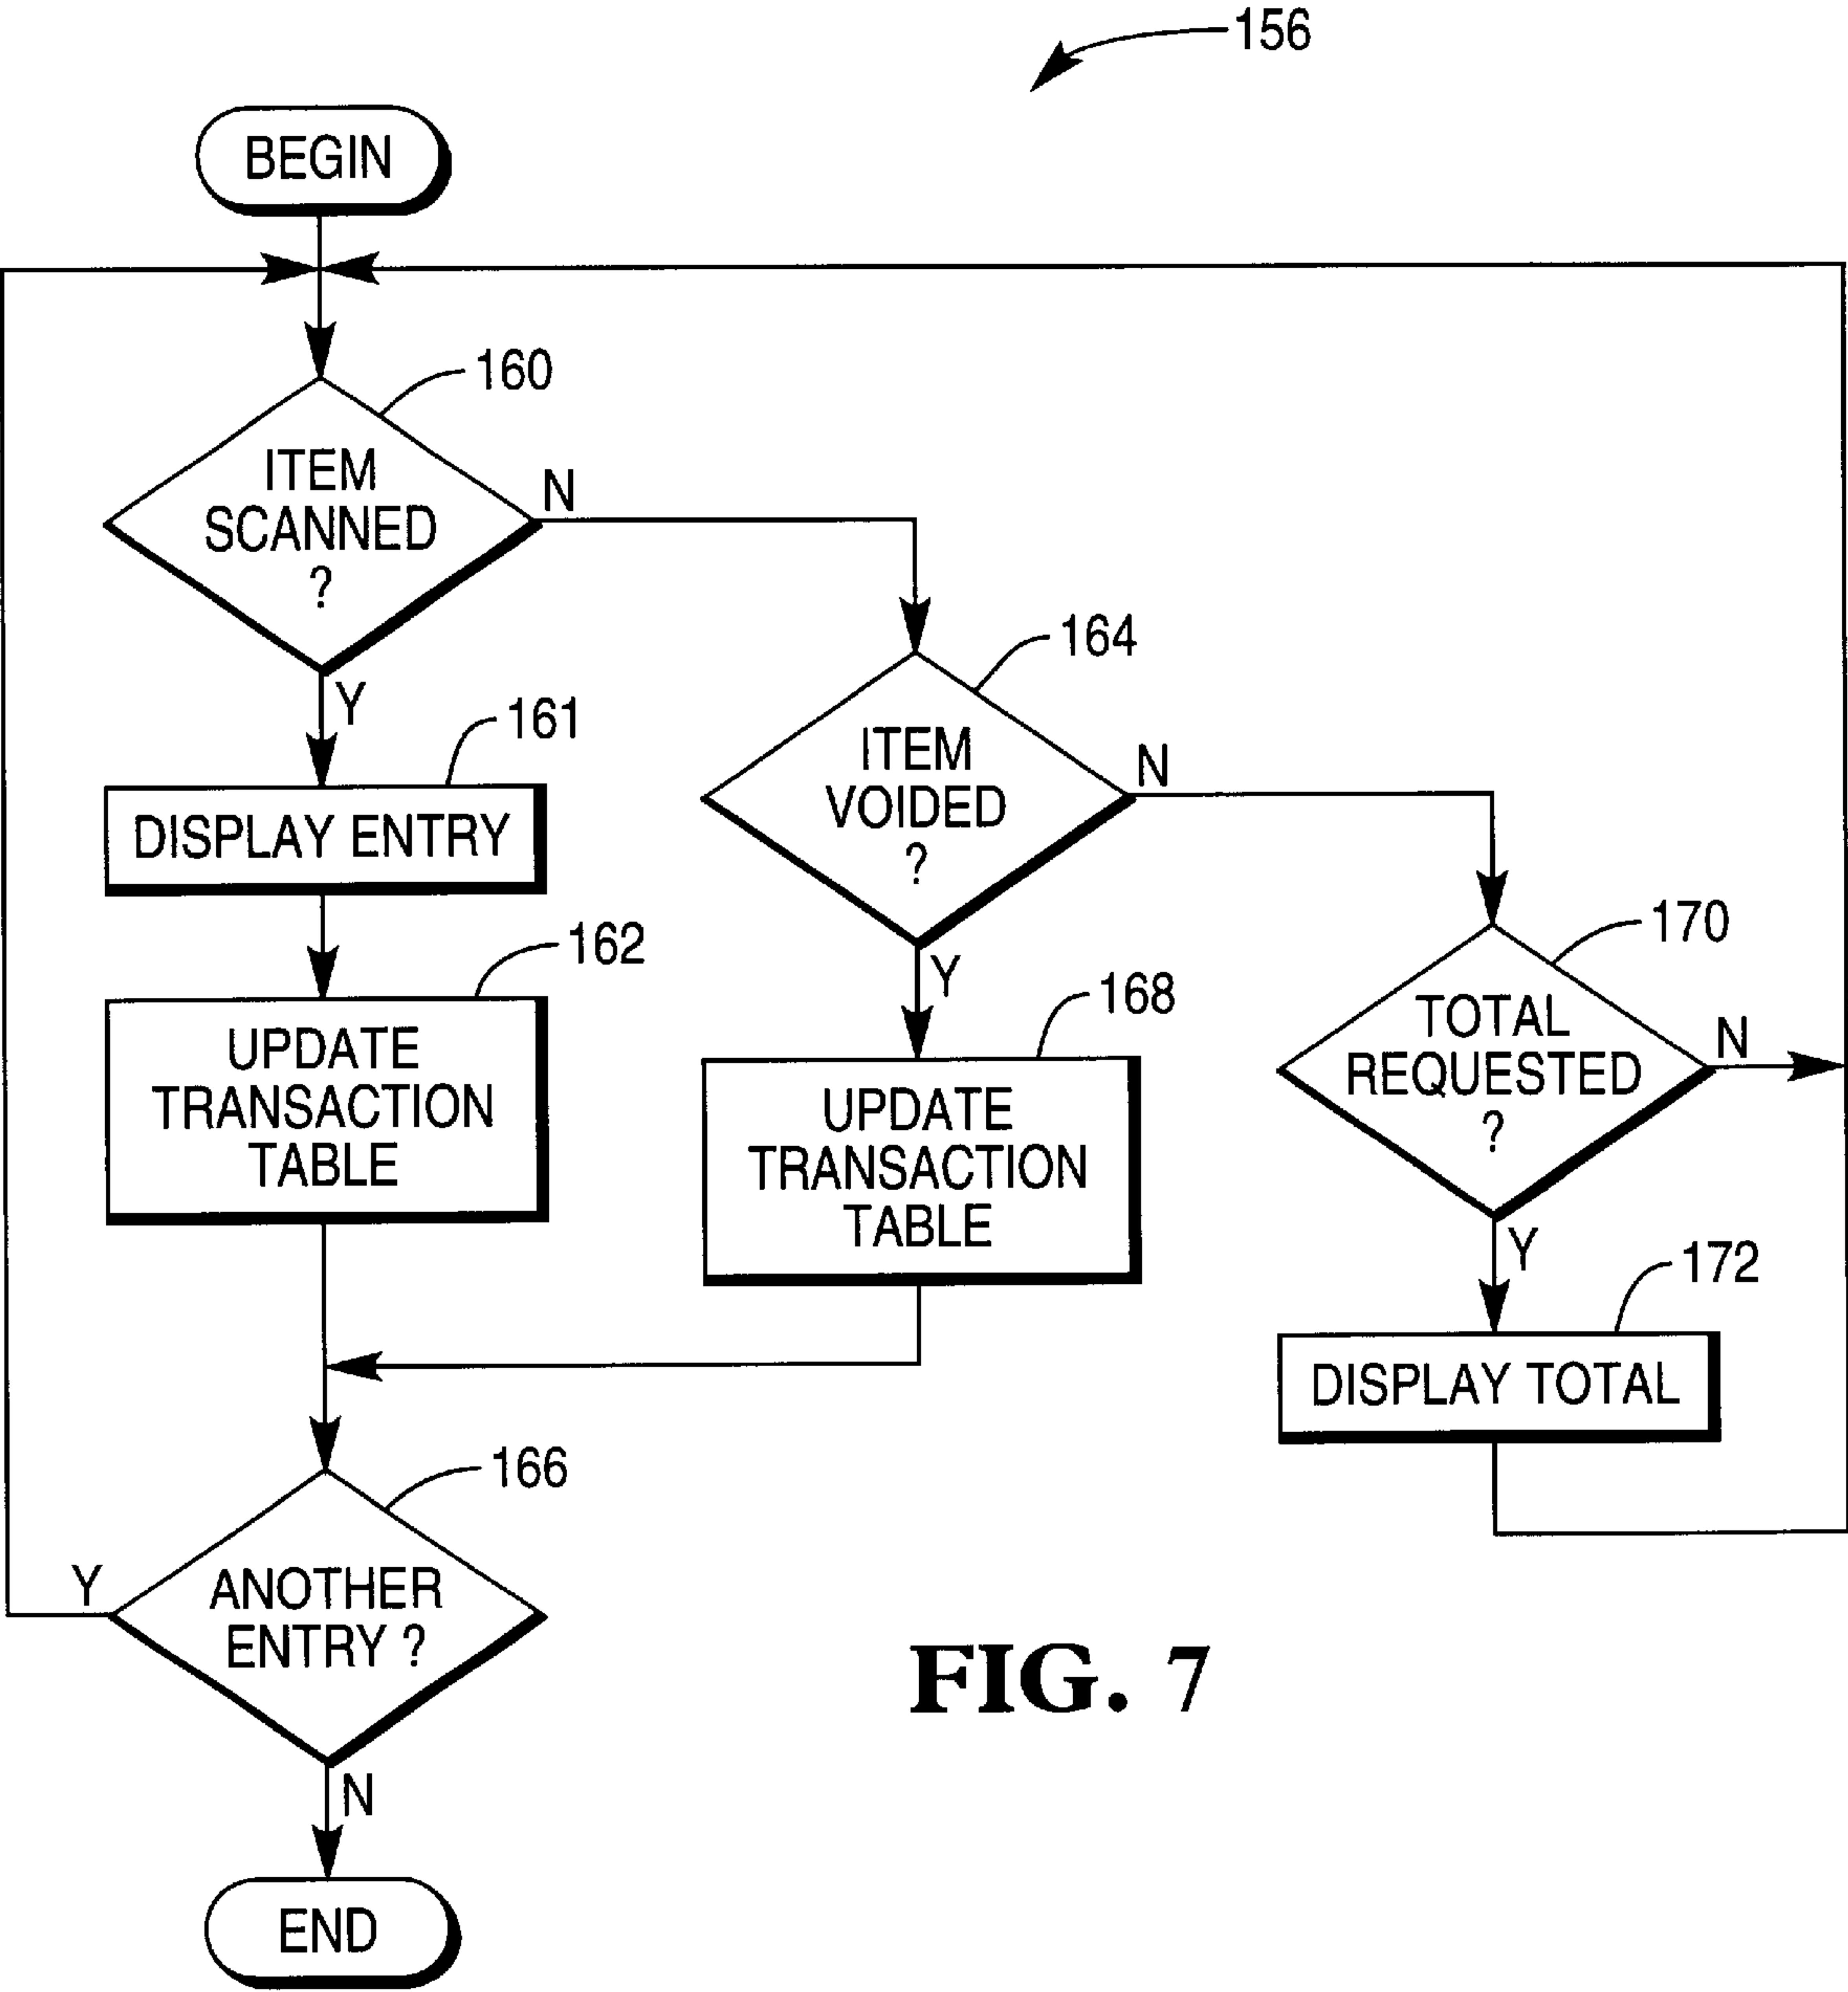 156
BEGIN
160
ITEM
SCANNED
?
N
Y
161
DISPLAY ENTRY
162
UPDATE
TRANSACTION
TABLE
164
ITEM
VOIDED
?
N
Y
168
UPDATE
TRANSACTION
TABLE
170
TOTAL
REQUESTED
?
N
Y
172
DISPLAY TOTAL
166
ANOTHER
ENTRY ?
Y
N
END
FIG. 7